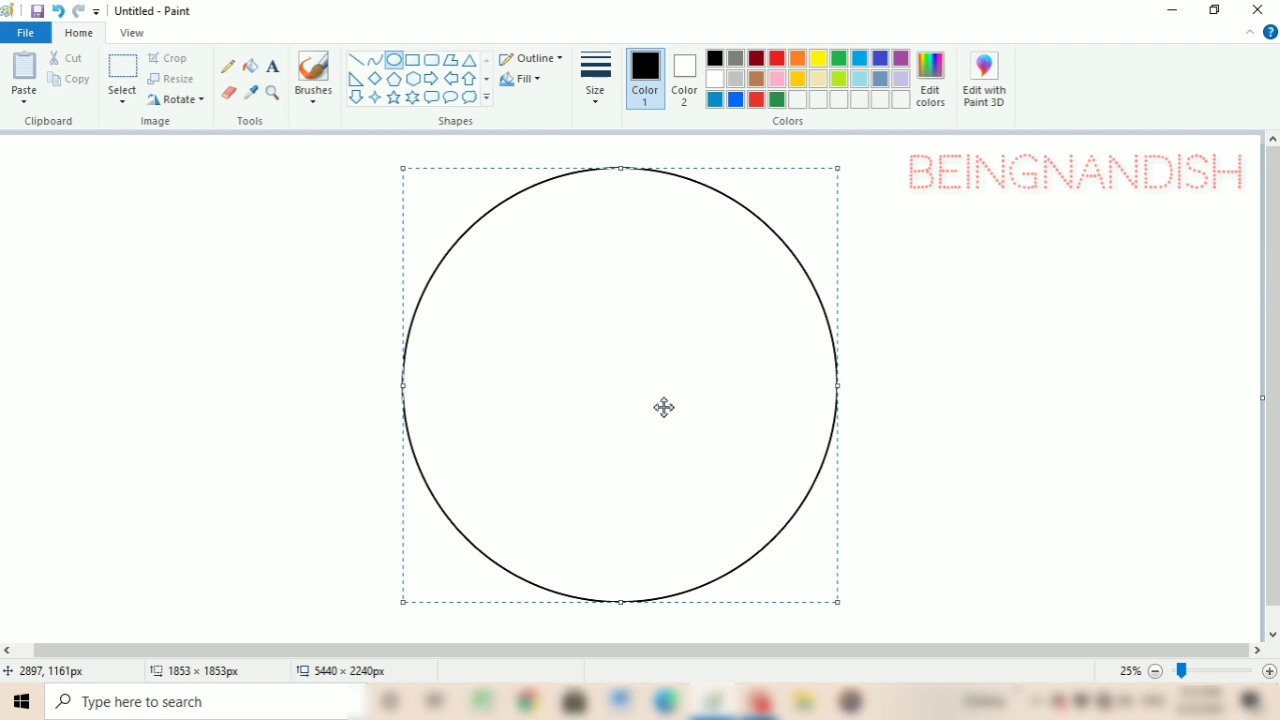 Untitled - Paint
File
Home
View
Paste
Cut
Copy
Clipboard
Select
Crop
Resize
Rotate
Image
A
Tools
Brushes
Outline
Fill
Shapes
Size
Color 1
Color 2
Edit colors
Colors
Edit with Paint 3D
?
BEINGNANDISH
2897, 1161px
1853 × 1853px
5440 × 2240px
25%
Type here to search